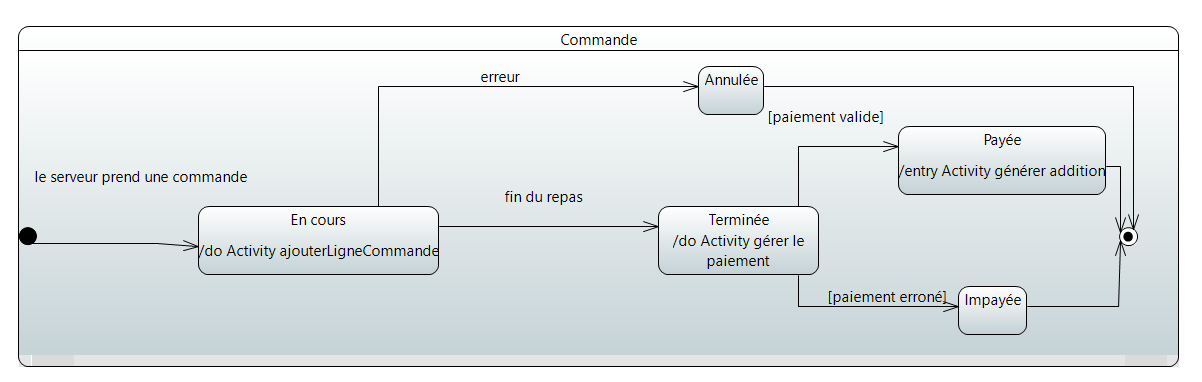 Commande
erreur
Annulée
[paiement valide]
Payée
/entry Activity générer addition
le serveur prend une commande
fin du repas
En cours
/do Activity ajouterLigneCommande
Terminée
/do Activity gérer le
paiement
[paiement erroné]
Impayée